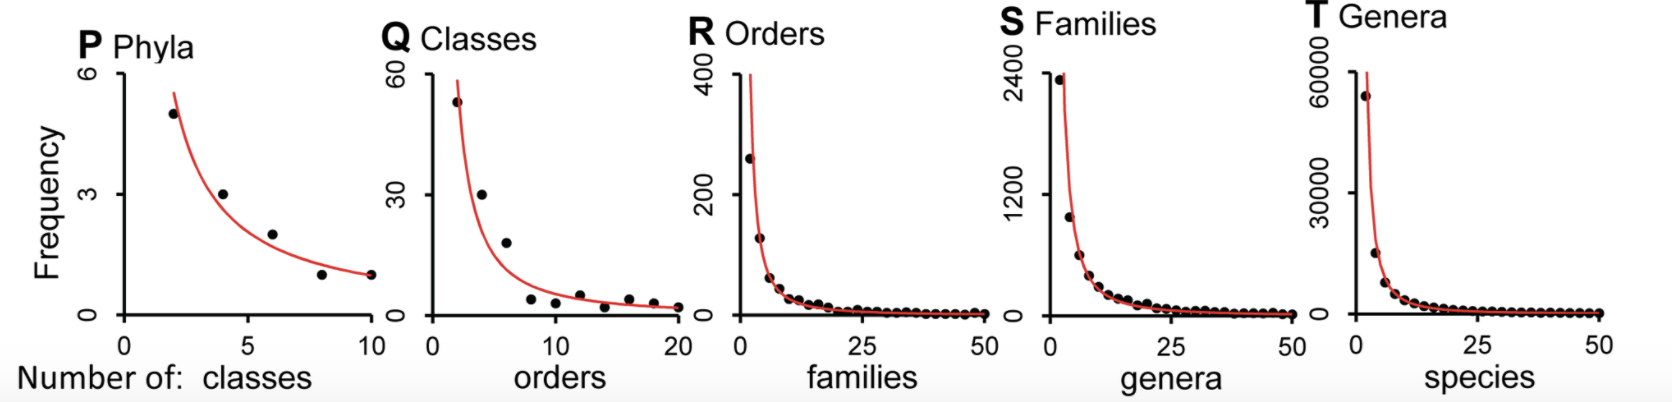 P Phyla
Q Classes
R Orders
S Families
T Genera
Frequency
6
3
0
0 5 10
60
30
0
0 10 20
400
200
0
0 25 50
2400
1200
0
0 25 50
60000
30000
0
0 25 50
Number of: classes
orders
families
genera
species